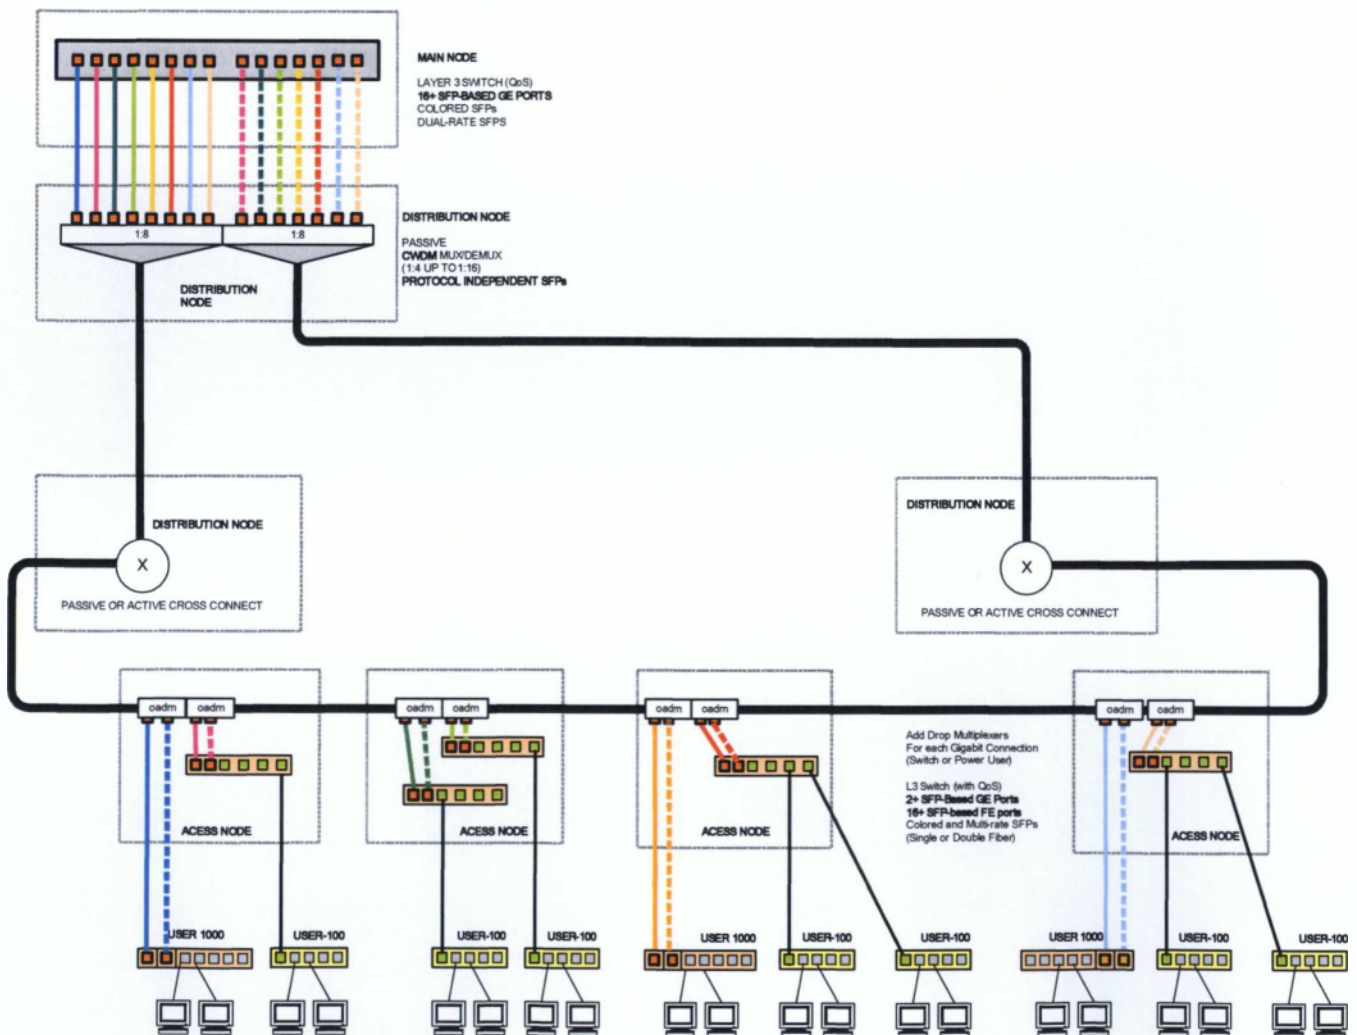 MAIN NODE
LAYER 3 SWITCH (QoS)
16+ SFP-BASED GE PORTS
COLORED SFPs
DUAL-RATE SFPS
1:8
1:8
DISTRIBUTION NODE
PASSIVE
CWDM MUX/DEMUX
(1:4 UP TO 1:16)
PROTOCOL INDEPENDENT SFPs
DISTRIBUTION
NODE
DISTRIBUTION NODE
X
PASSIVE OR ACTIVE CROSS CONNECT
DISTRIBUTION NODE
X
PASSIVE OR ACTIVE CROSS CONNECT
oadm oadm
oadm oadm
oadm oadm
oadm oadm
Add Drop Multiplexers
For each Gigabit Connection
(Switch or Power User)
L3 Switch (with QoS)
2+ SFP-Based GE Ports
16+ SFP-based FE ports
Colored and Multi-rate SFPs
(Single or Double Fiber)
ACESS NODE
ACESS NODE
ACESS NODE
ACESS NODE
USER 1000
USER-100
USER-100
USER-100
USER 1000
USER-100
USER-100
USER 1000
USER-100
USER-100